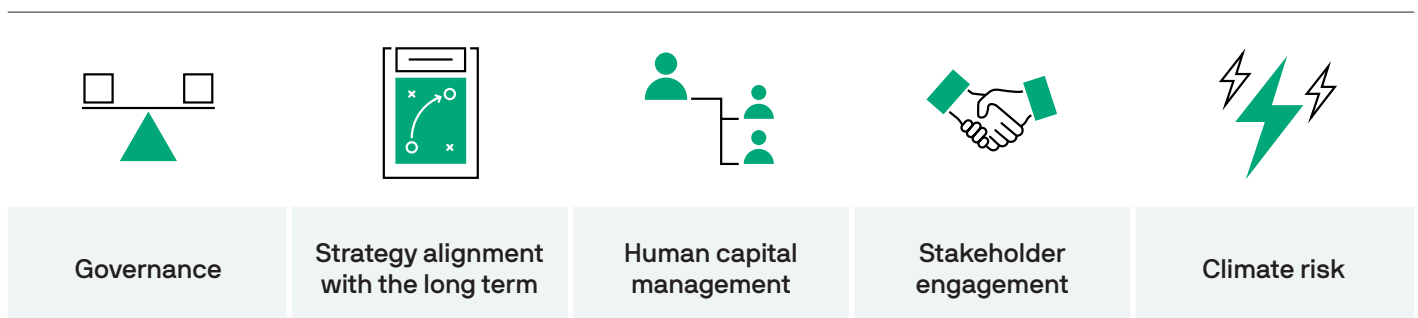 Governance
Strategy alignment
with the long term
Human capital
management
Stakeholder
engagement
Climate risk